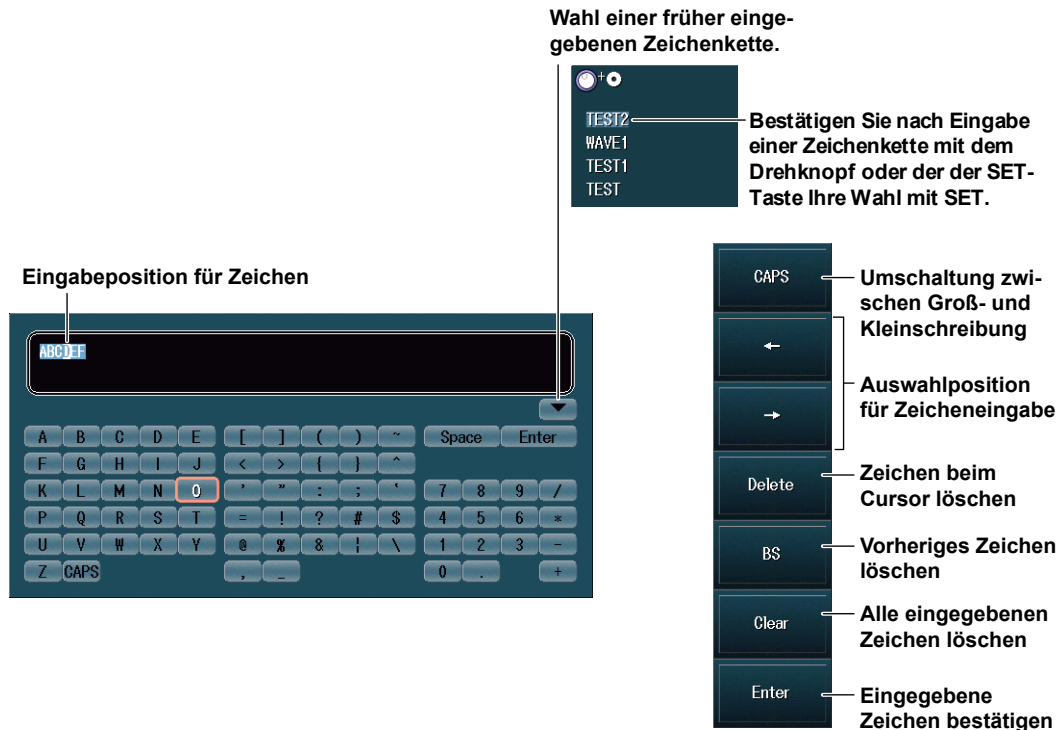 Wahl einer früher einge-
gebenen Zeichenkette.
TEST2
WAVE1
TEST1
TEST
Bestätigen Sie nach Eingabe
einer Zeichenkette mit dem
Drehknopf oder der der SET-
Taste Ihre Wahl mit SET.
Eingabeposition für Zeichen
ABCDEF
A B C D E [ ] ( ) ~ Space Enter
F G H I J < > { } ^
K L M N O ' " : ; ` 7 8 9 /
P Q R S T = ! ? # $ 4 5 6 *
U V W X Y @ % & ¦ \ 1 2 3 -
Z CAPS , _ 0 . +
CAPS
Umschaltung zwi-
schen Groß- und
Kleinschreibung
←
→
Auswahlposition
für Zeicheneingabe
Delete
Zeichen beim
Cursor löschen
BS
Vorheriges Zeichen
löschen
Clear
Alle eingegebenen
Zeichen löschen
Enter
Eingegebene
Zeichen bestätigen